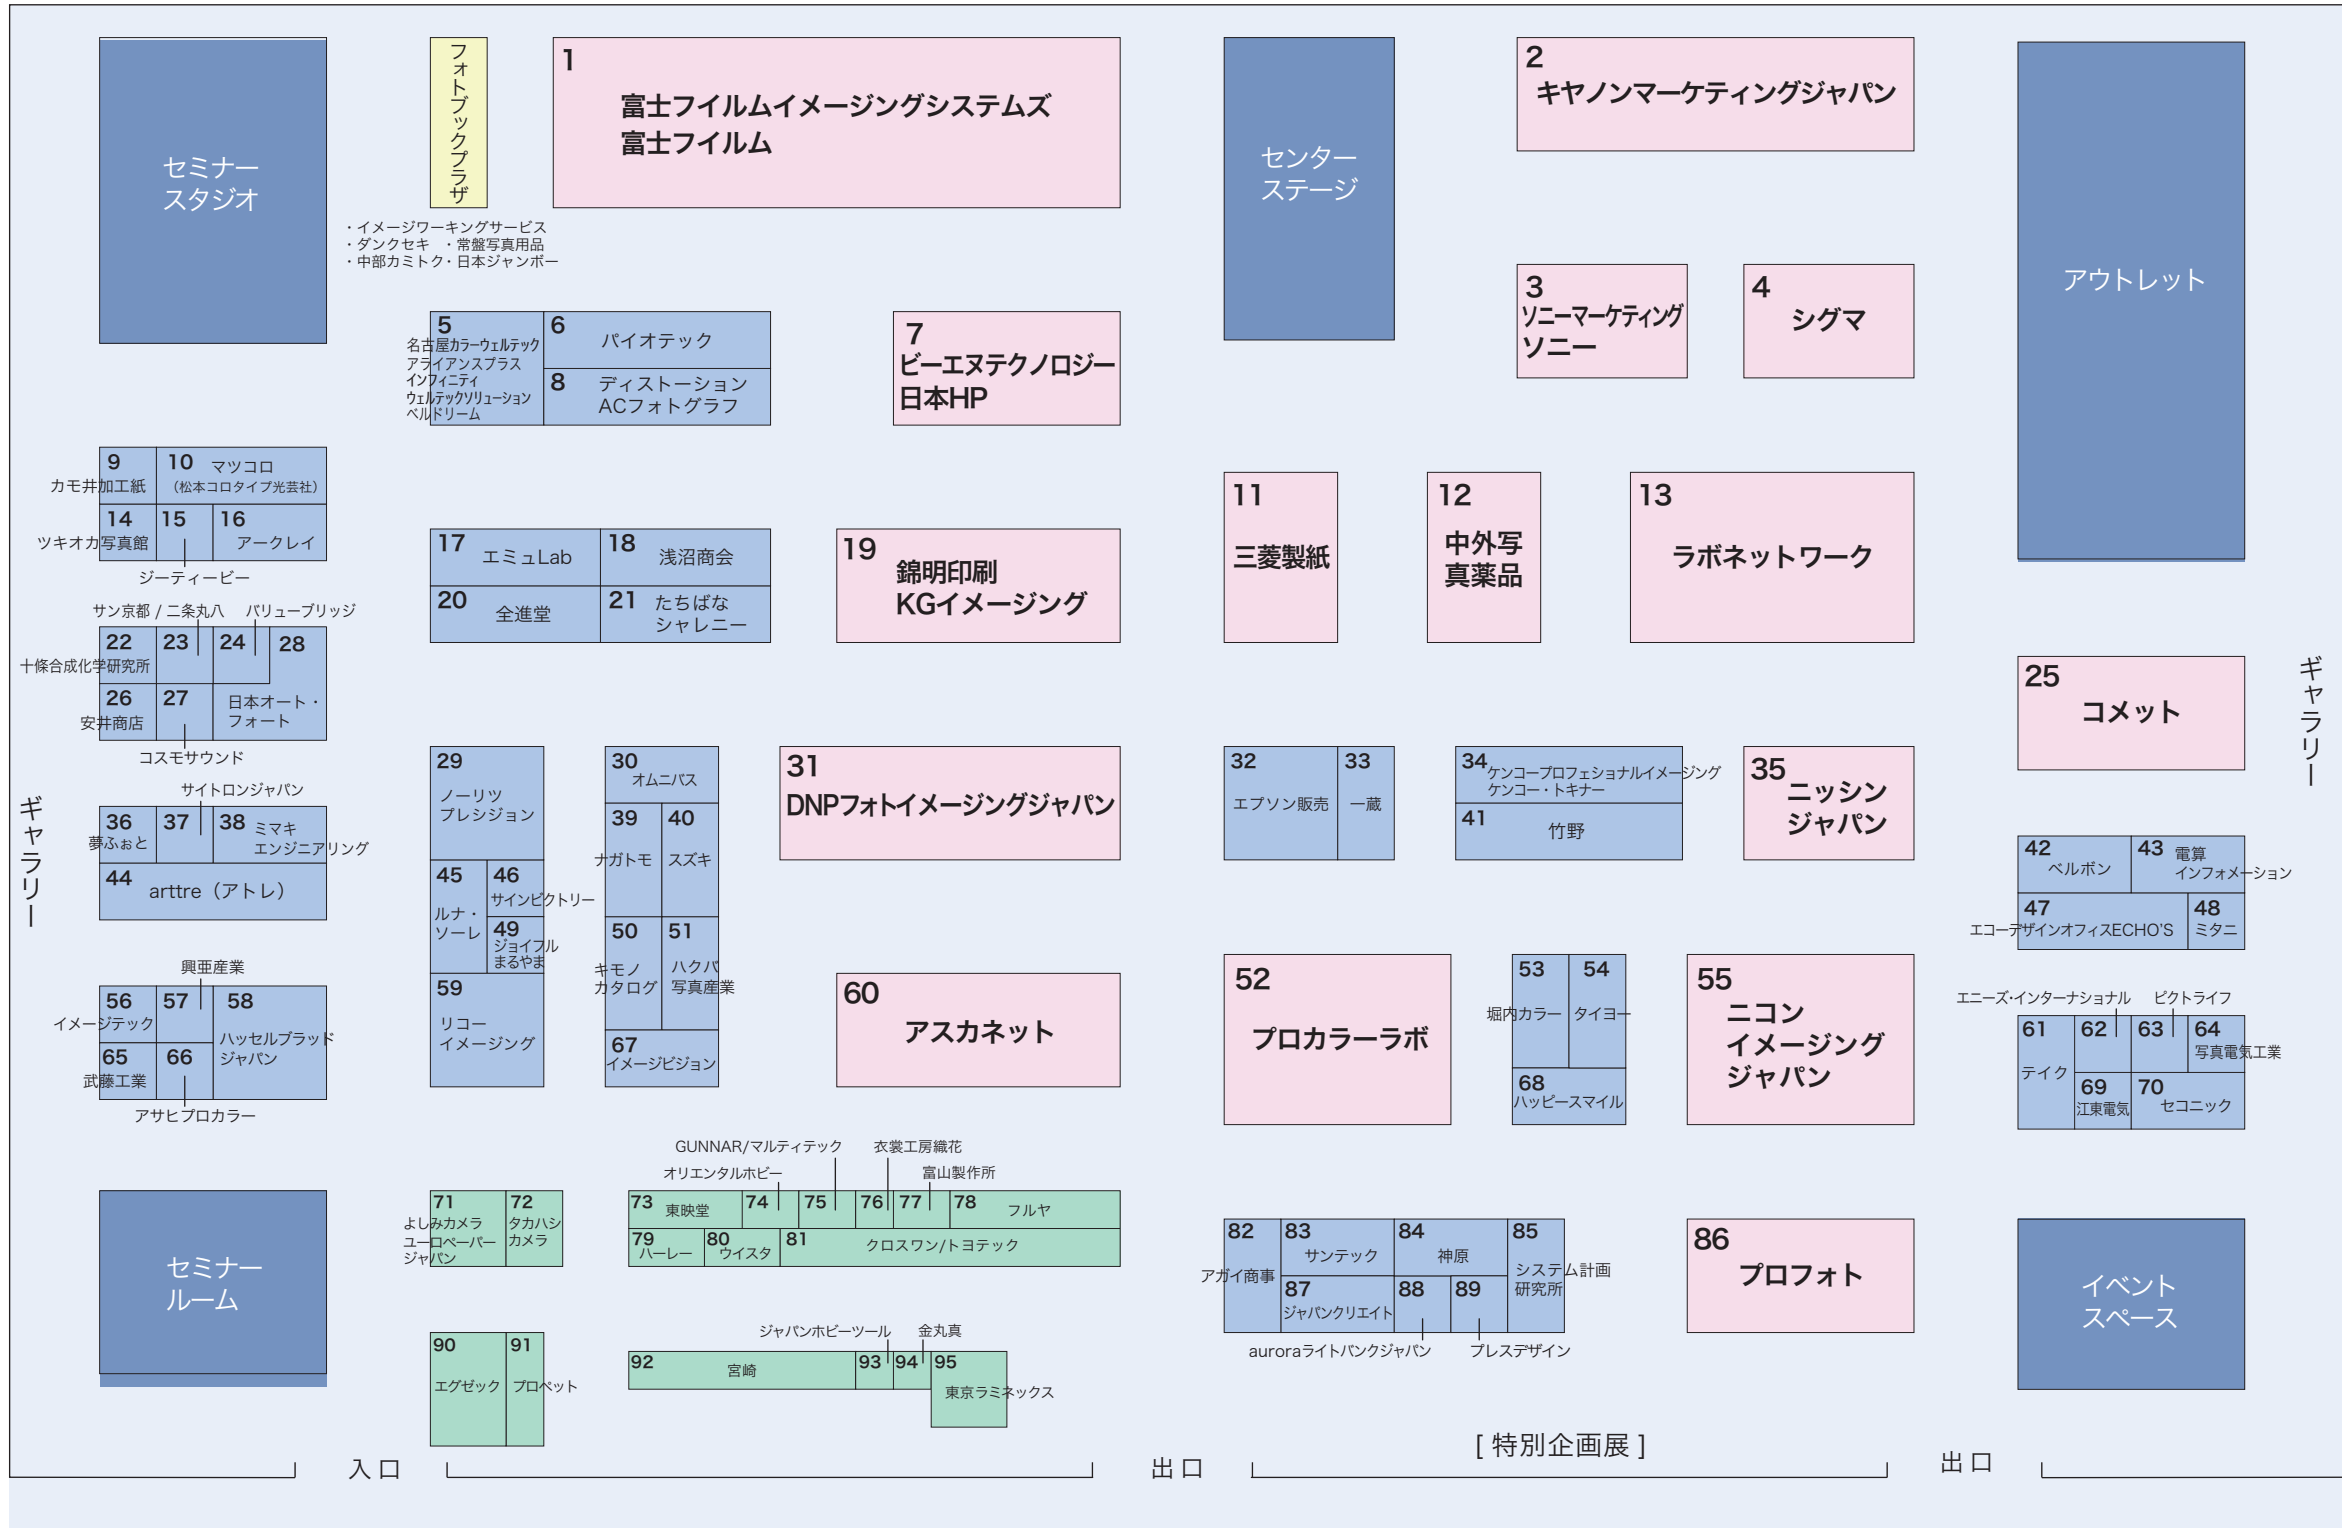 セミナー
スタジオ
フォトブックプラザ
・イメージワーキングサービス
・ダンクセキ ・常盤写真用品
・中部カミトク・日本ジャンボー
1
富士フイルムイメージングシステムズ
富士フイルム
センター
ステージ
2
キヤノンマーケティングジャパン
アウトレット
3
ソニーマーケティング
ソニー
4
シグマ
5
名古屋カラーウェルテック
アライアンスプラス
インフィニティ
ウェルテックソリューション
ベルドリーム
6
パイオテック
7
ビーエヌテクノロジー
日本HP
8
ディストーション
ACフォトグラフ
9
カモ井加工紙
10 マツコロ
（松本コロタイプ光芸社）
11
三菱製紙
12
中外写
真薬品
13
ラボネットワーク
14
ツキオカ写真館
15
ジーティービー
16
アークレイ
17
エミュLab
18
浅沼商会
19
錦明印刷
KGイメージング
20
全進堂
21 たちばな
シャレニー
サン京都 / 二条丸八
バリューブリッジ
22
十條合成化学研究所
23
24
28
日本オート・
フォート
25
コメット
26
安井商店
27
コスモサウンド
ギャラリー
ギャラリー
29
ノーリツ
プレシジョン
30
オムニバス
31
DNPフォトイメージングジャパン
32
エプソン販売
33
一蔵
34
ケンコープロフェショナルイメージング
ケンコー・トキナー
35
ニッシン
ジャパン
サイトロンジャパン
36
夢ふぉと
37
38 ミマキ
エンジニアリング
39
ナガトモ
40
スズキ
41
竹野
42
ベルボン
43 電算
インフォメーション
44
arttre（アトレ）
45
ルナ・
ソーレ
46
サインビクトリー
47
エコーデザインオフィスECHO'S
48
ミタニ
49
ジョイフル
まるやま
50
キモノ
カタログ
51
ハクバ
写真産業
52
プロカラーラボ
53
堀内カラー
54
タイヨー
55
ニコン
イメージング
ジャパン
興亜産業
56
イメージテック
57
58
ハッセルブラッド
ジャパン
59
リコー
イメージング
60
アスカネット
エニーズ・インターナショナル
ピクトライフ
61
テイク
62
63
64
写真電気工業
65
武藤工業
66
アサヒプロカラー
67
イメージビジョン
68
ハッピースマイル
69
江東電気
70
セコニック
GUNNAR/マルティテック
衣裳工房織花
オリエンタルホビー
富山製作所
セミナー
ルーム
71
よしみカメラ
ユーロペーパー
ジャパン
72
タカハシ
カメラ
73 東映堂
74
75
76
77
78
フルヤ
79
ハーレー
80
ウイスタ
81
クロスワン/トヨテック
82
アガイ商事
83
サンテック
84
神原
85
システム計画
研究所
86
プロフォト
イベント
スペース
87
ジャパンクリエイト
88
89
auroraライトバンクジャパン
プレスデザイン
ジャパンホビーツール
金丸真
90
エグゼック
91
プロペット
92
宮崎
93
94
95
東京ラミネックス
[ 特別企画展 ]
入口
出口
出口